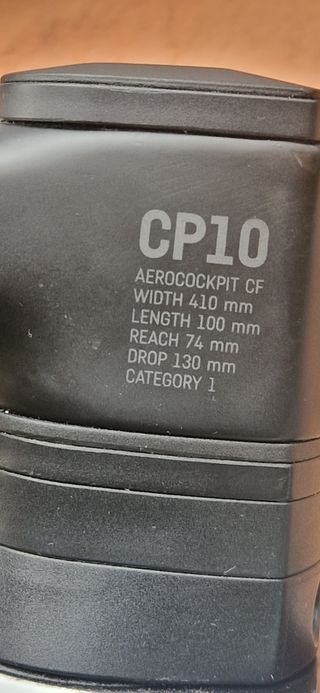 CP10
AEROCOCKPIT CF
WIDTH 410 mm
LENGTH 100 mm
REACH 74 mm
DROP 130 mm
CATEGORY 1